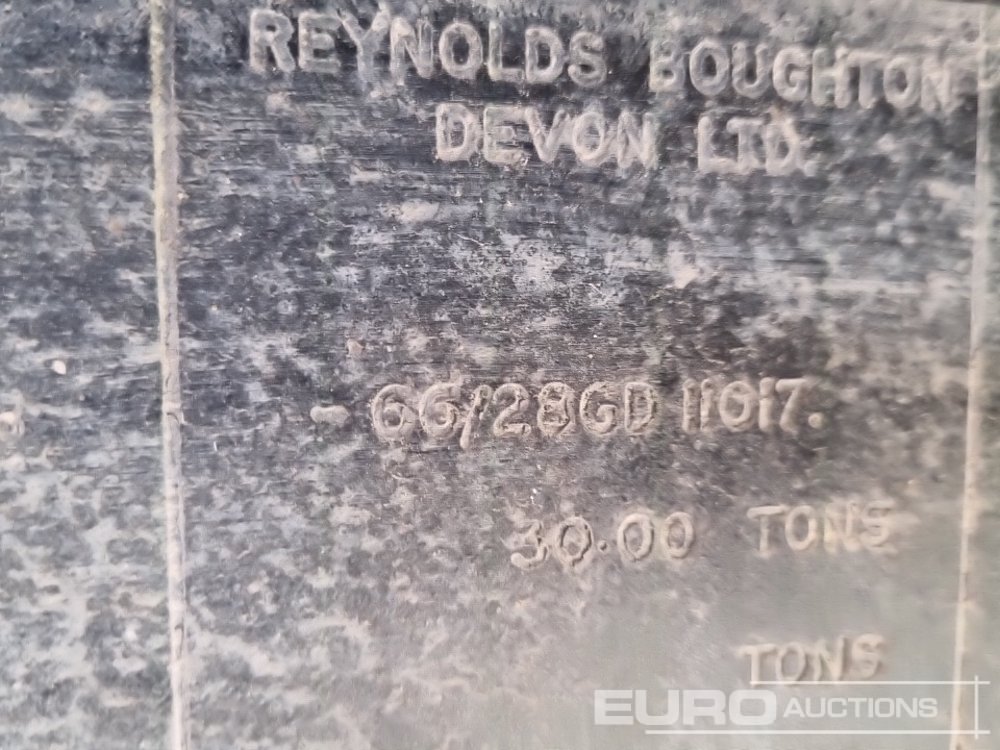 REYNOLDS BOUGHTON
DEVON LTD.
- 66/28GD 11017.
30.00 TONS
TONS
EURO AUCTIONS